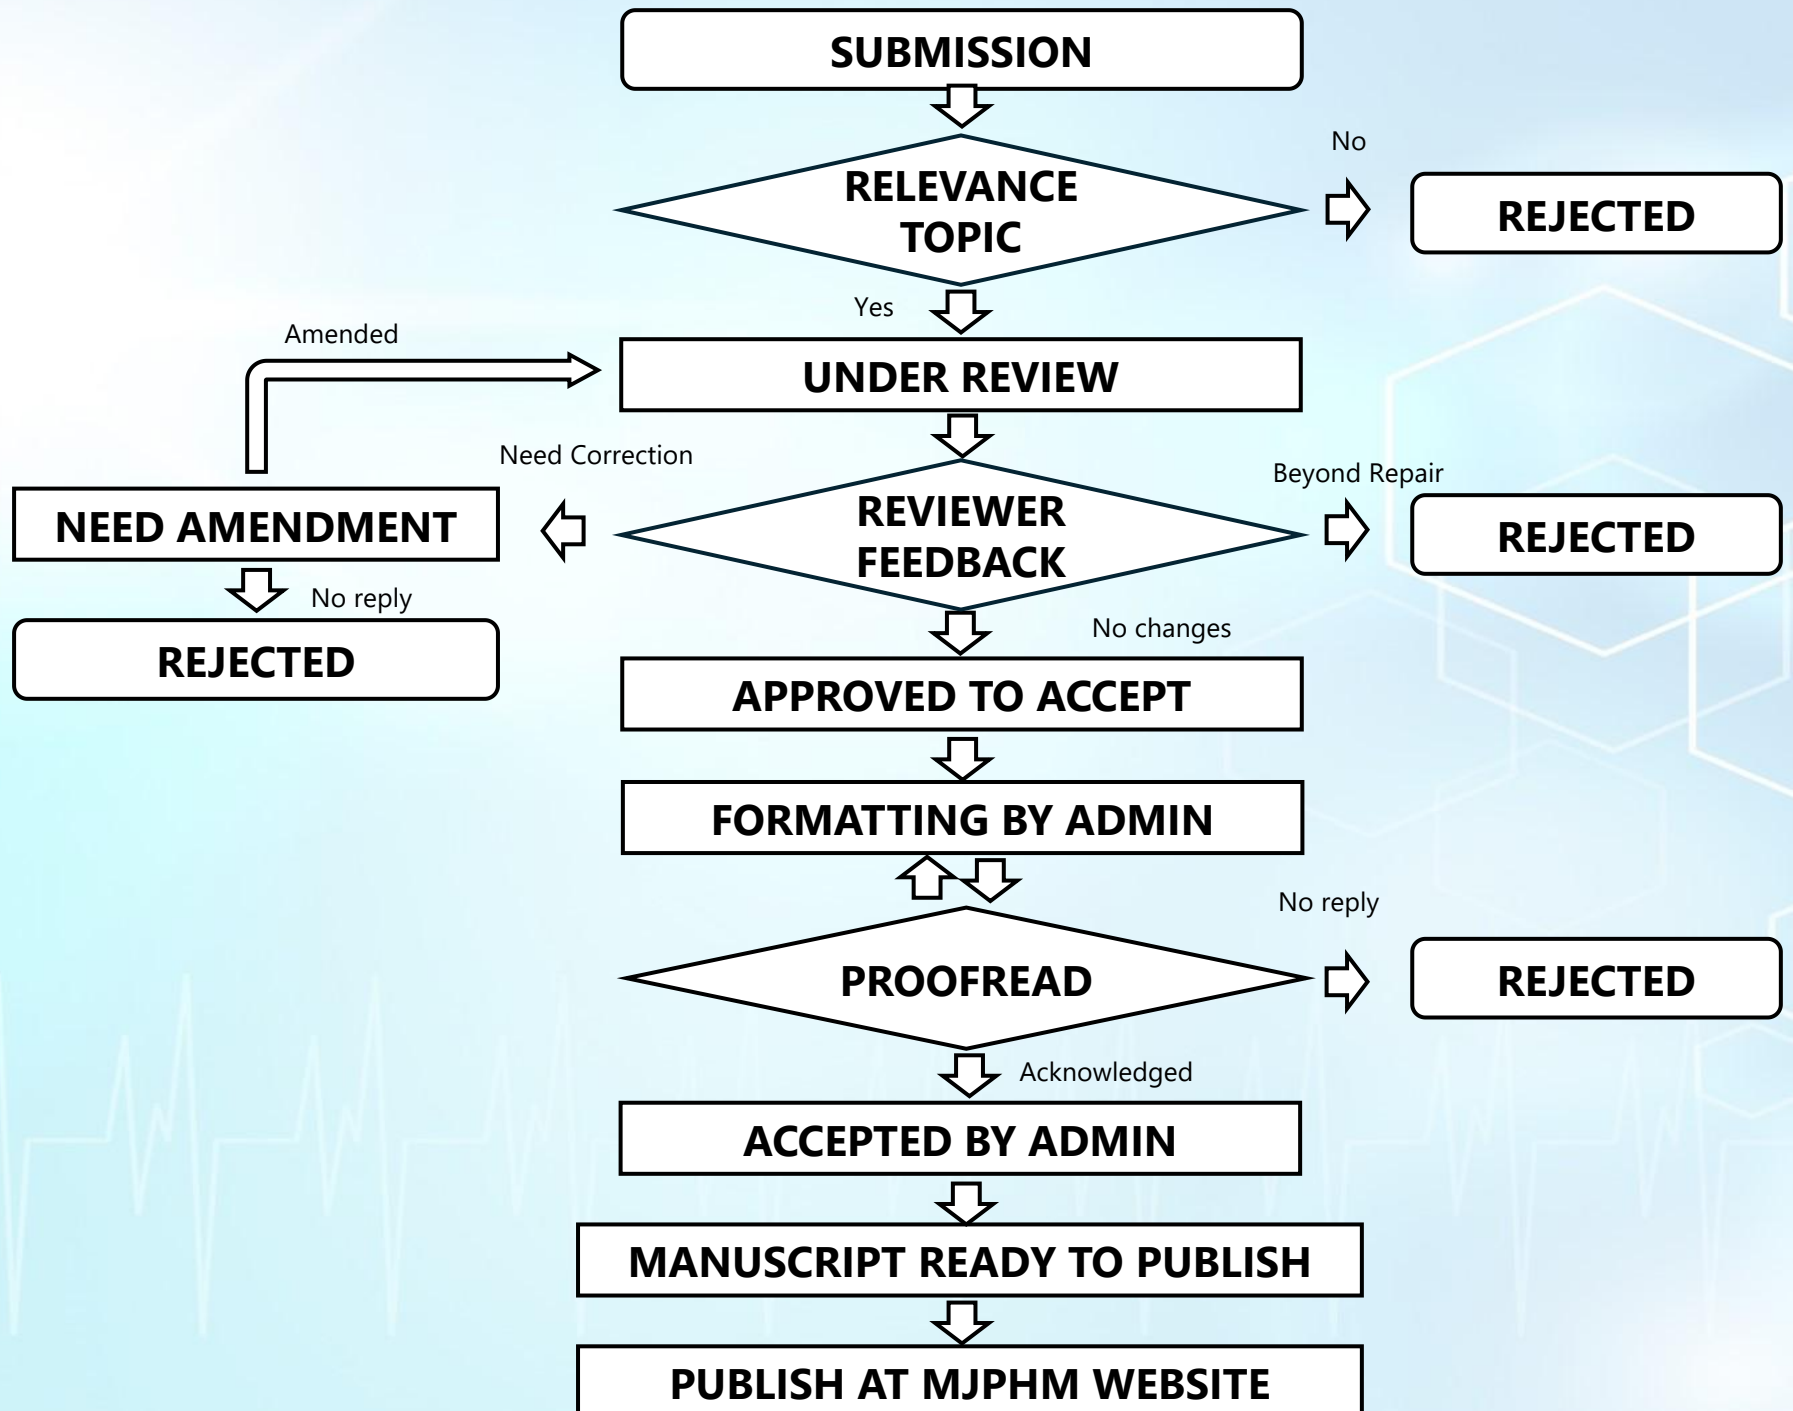 SUBMISSION
RELEVANCE
TOPIC
No
REJECTED
Yes
Amended
UNDER REVIEW
Need Correction
Beyond Repair
NEED AMENDMENT
REVIEWER
FEEDBACK
REJECTED
No reply
No changes
REJECTED
APPROVED TO ACCEPT
FORMATTING BY ADMIN
No reply
PROOFREAD
REJECTED
Acknowledged
ACCEPTED BY ADMIN
MANUSCRIPT READY TO PUBLISH
PUBLISH AT MJPHM WEBSITE